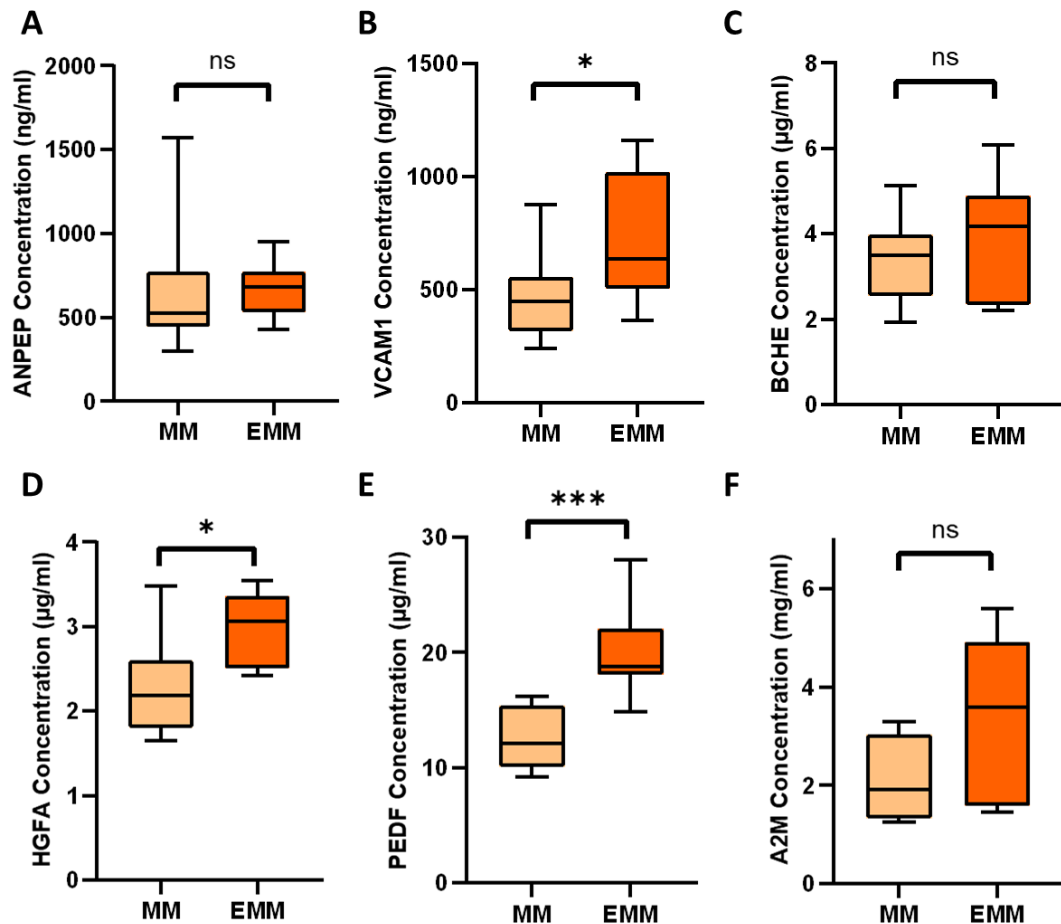 A
ns
ANPEP Concentration (ng/ml)
2000
1500
1000
500
0
MM EMM
B
*
VCAM1 Concentration (ng/ml)
1500
1000
500
0
MM EMM
C
ns
BCHE Concentration (µg/ml)
8
6
4
2
0
MM EMM
D
*
HGFA Concentration (µg/ml)
4
3
2
1
0
MM EMM
E
***
PEDF Concentration (µg/ml)
30
20
10
0
MM EMM
F
ns
A2M Concentration (mg/ml)
6
4
2
0
MM EMM